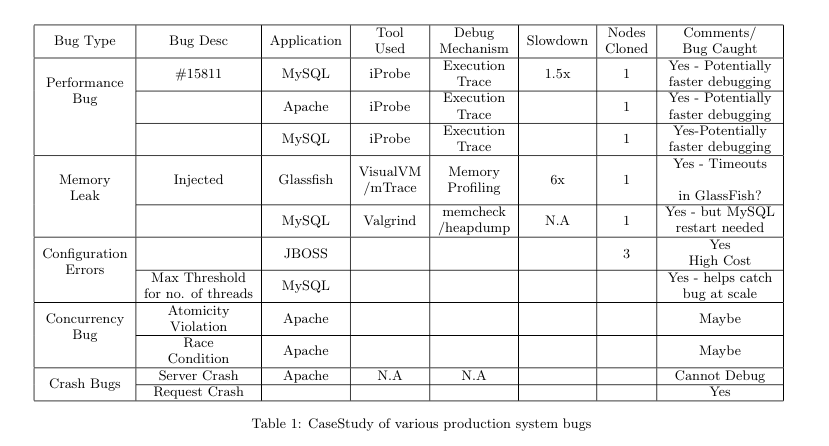 Bug Type Bug Desc Application Tool Used Debug Mechanism Slowdown Nodes Cloned Comments/ Bug Caught
Performance Bug #15811 MySQL iProbe Execution Trace 1.5x 1 Yes - Potentially faster debugging
Apache iProbe Execution Trace 1 Yes - Potentially faster debugging
MySQL iProbe Execution Trace 1 Yes-Potentially faster debugging
Memory Leak Injected Glassfish VisualVM /mTrace Memory Profiling 6x 1 Yes - Timeouts in GlassFish?
MySQL Valgrind memcheck /heapdump N.A 1 Yes - but MySQL restart needed
Configuration Errors JBOSS 3 Yes High Cost
Max Threshold for no. of threads MySQL Yes - helps catch bug at scale
Concurrency Bug Atomicity Violation Apache Maybe
Race Condition Apache Maybe
Crash Bugs Server Crash Apache N.A N.A Cannot Debug
Request Crash Yes
Table 1: CaseStudy of various production system bugs